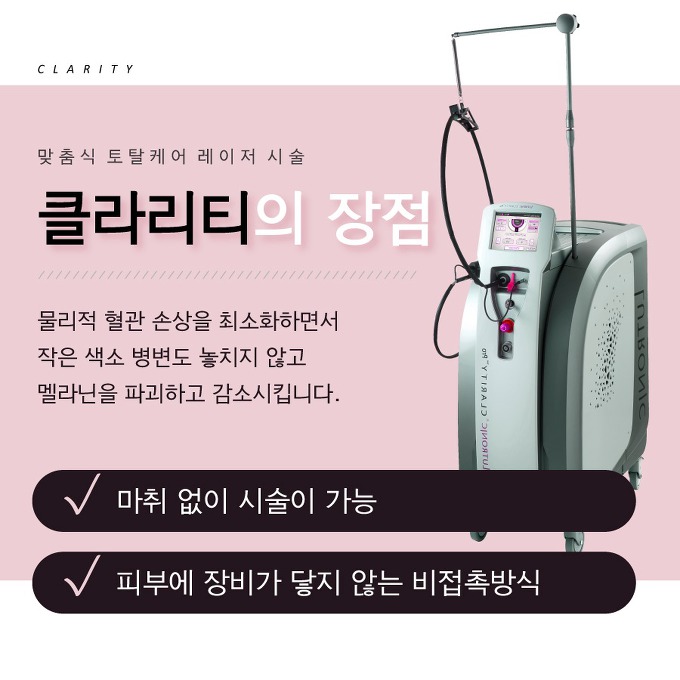 CLARITY
맞춤식 토탈케어 레이저 시술
클라리티의 장점
물리적 혈관 손상을 최소화하면서
작은 색소 병변도 놓치지 않고
멜라닌을 파괴하고 감소시킵니다.
LUTRONIC
LUTRONIC CLARITY™ pro
마취 없이 시술이 가능
피부에 장비가 닿지 않는 비접촉방식